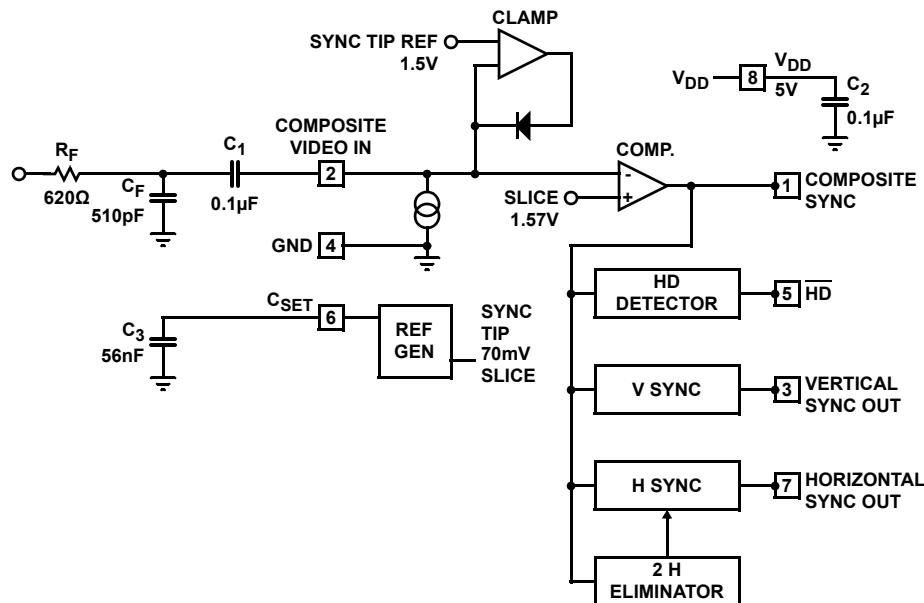 CLAMP
SYNC TIP REF
1.5V
VDD
8
VDD
5V
C2
0.1µF
RF
620Ω
CF
510pF
C1
0.1µF
COMPOSITE
VIDEO IN
2
COMP.
-
+
SLICE
1.57V
1
COMPOSITE
SYNC
GND
4
HD
DETECTOR
5
HD
CSET
6
C3
56nF
REF
GEN
SYNC
TIP
70mV
SLICE
V SYNC
3
VERTICAL
SYNC OUT
H SYNC
7
HORIZONTAL
SYNC OUT
2 H
ELIMINATOR